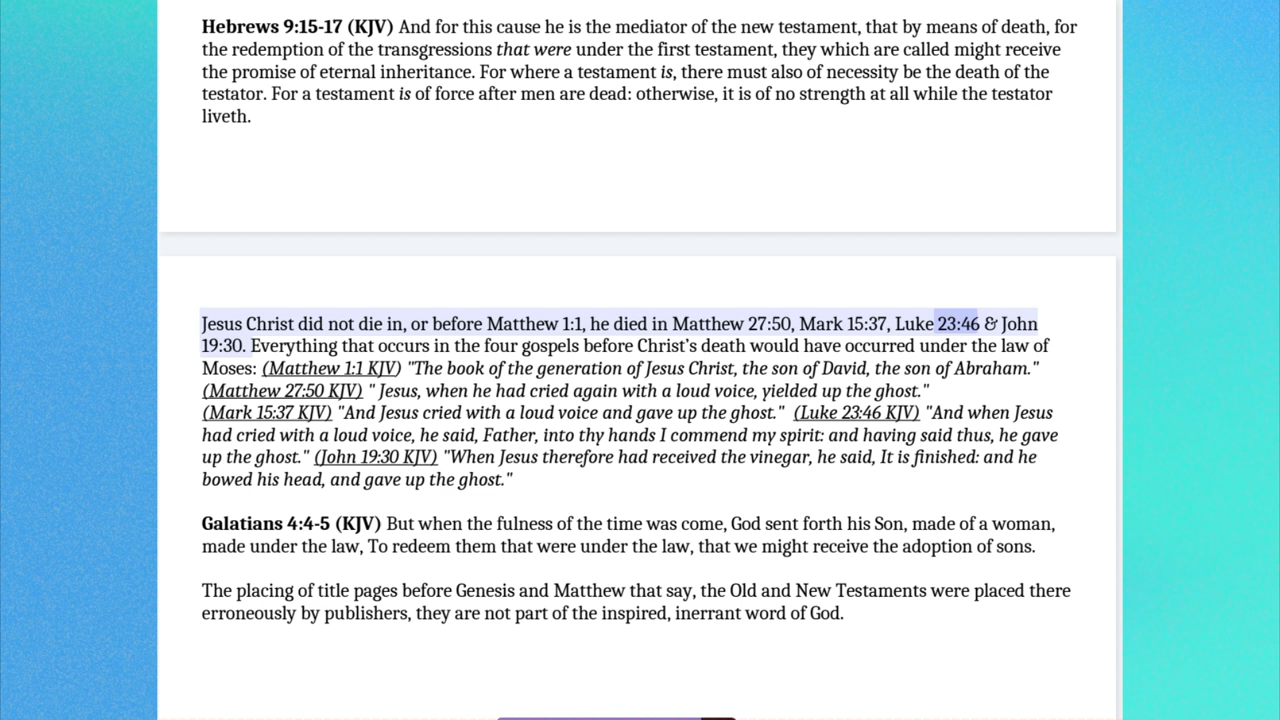 Hebrews 9:15-17 (KJV) And for this cause he is the mediator of the new testament, that by means of death, for
the redemption of the transgressions that were under the first testament, they which are called might receive
the promise of eternal inheritance. For where a testament is, there must also of necessity be the death of the
testator. For a testament is of force after men are dead: otherwise, it is of no strength at all while the testator
liveth.
Jesus Christ did not die in, or before Matthew 1:1, he died in Matthew 27:50, Mark 15:37, Luke 23:46 & John
19:30. Everything that occurs in the four gospels before Christ’s death would have occurred under the law of
Moses: (Matthew 1:1 KJV) "The book of the generation of Jesus Christ, the son of David, the son of Abraham."
(Matthew 27:50 KJV) " Jesus, when he had cried again with a loud voice, yielded up the ghost."
(Mark 15:37 KJV) "And Jesus cried with a loud voice and gave up the ghost." (Luke 23:46 KJV) "And when Jesus
had cried with a loud voice, he said, Father, into thy hands I commend my spirit: and having said thus, he gave
up the ghost." (John 19:30 KJV) "When Jesus therefore had received the vinegar, he said, It is finished: and he
bowed his head, and gave up the ghost."
Galatians 4:4-5 (KJV) But when the fulness of the time was come, God sent forth his Son, made of a woman,
made under the law, To redeem them that were under the law, that we might receive the adoption of sons.
The placing of title pages before Genesis and Matthew that say, the Old and New Testaments were placed there
erroneously by publishers, they are not part of the inspired, inerrant word of God.